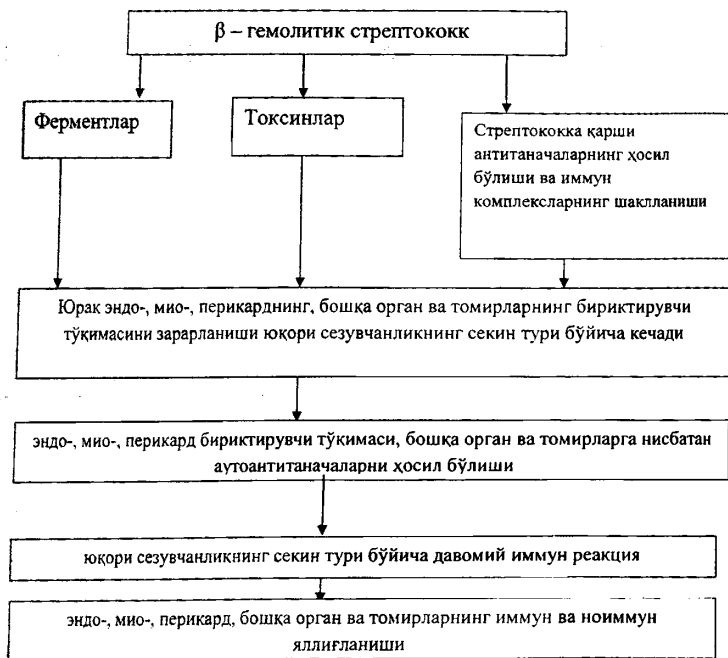 β – гемолитик стрептококк
Ферментлар
Токсинлар
Стрептококка қарши
антитаначаларнинг ҳосил
бўлиши ва иммун
комплексларнинг шаклланиши
Юрак эндо-, мио-, перикарднинг, бошқа орган ва томирларнинг бириктирувчи
тўқимасини зарарланиши юқори сезувчанликнинг секин тури бўйича кечади
эндо-, мио-, перикард бириктирувчи тўқимаси, бошқа орган ва томирларга нисбатан
аутоантитаначаларни ҳосил бўлиши
юқори сезувчанликнинг секин тури бўйича давомий иммун реакция
эндо-, мио-, перикард, бошқа орган ва томирларнинг иммун ва ноиммун
яллиғланиши